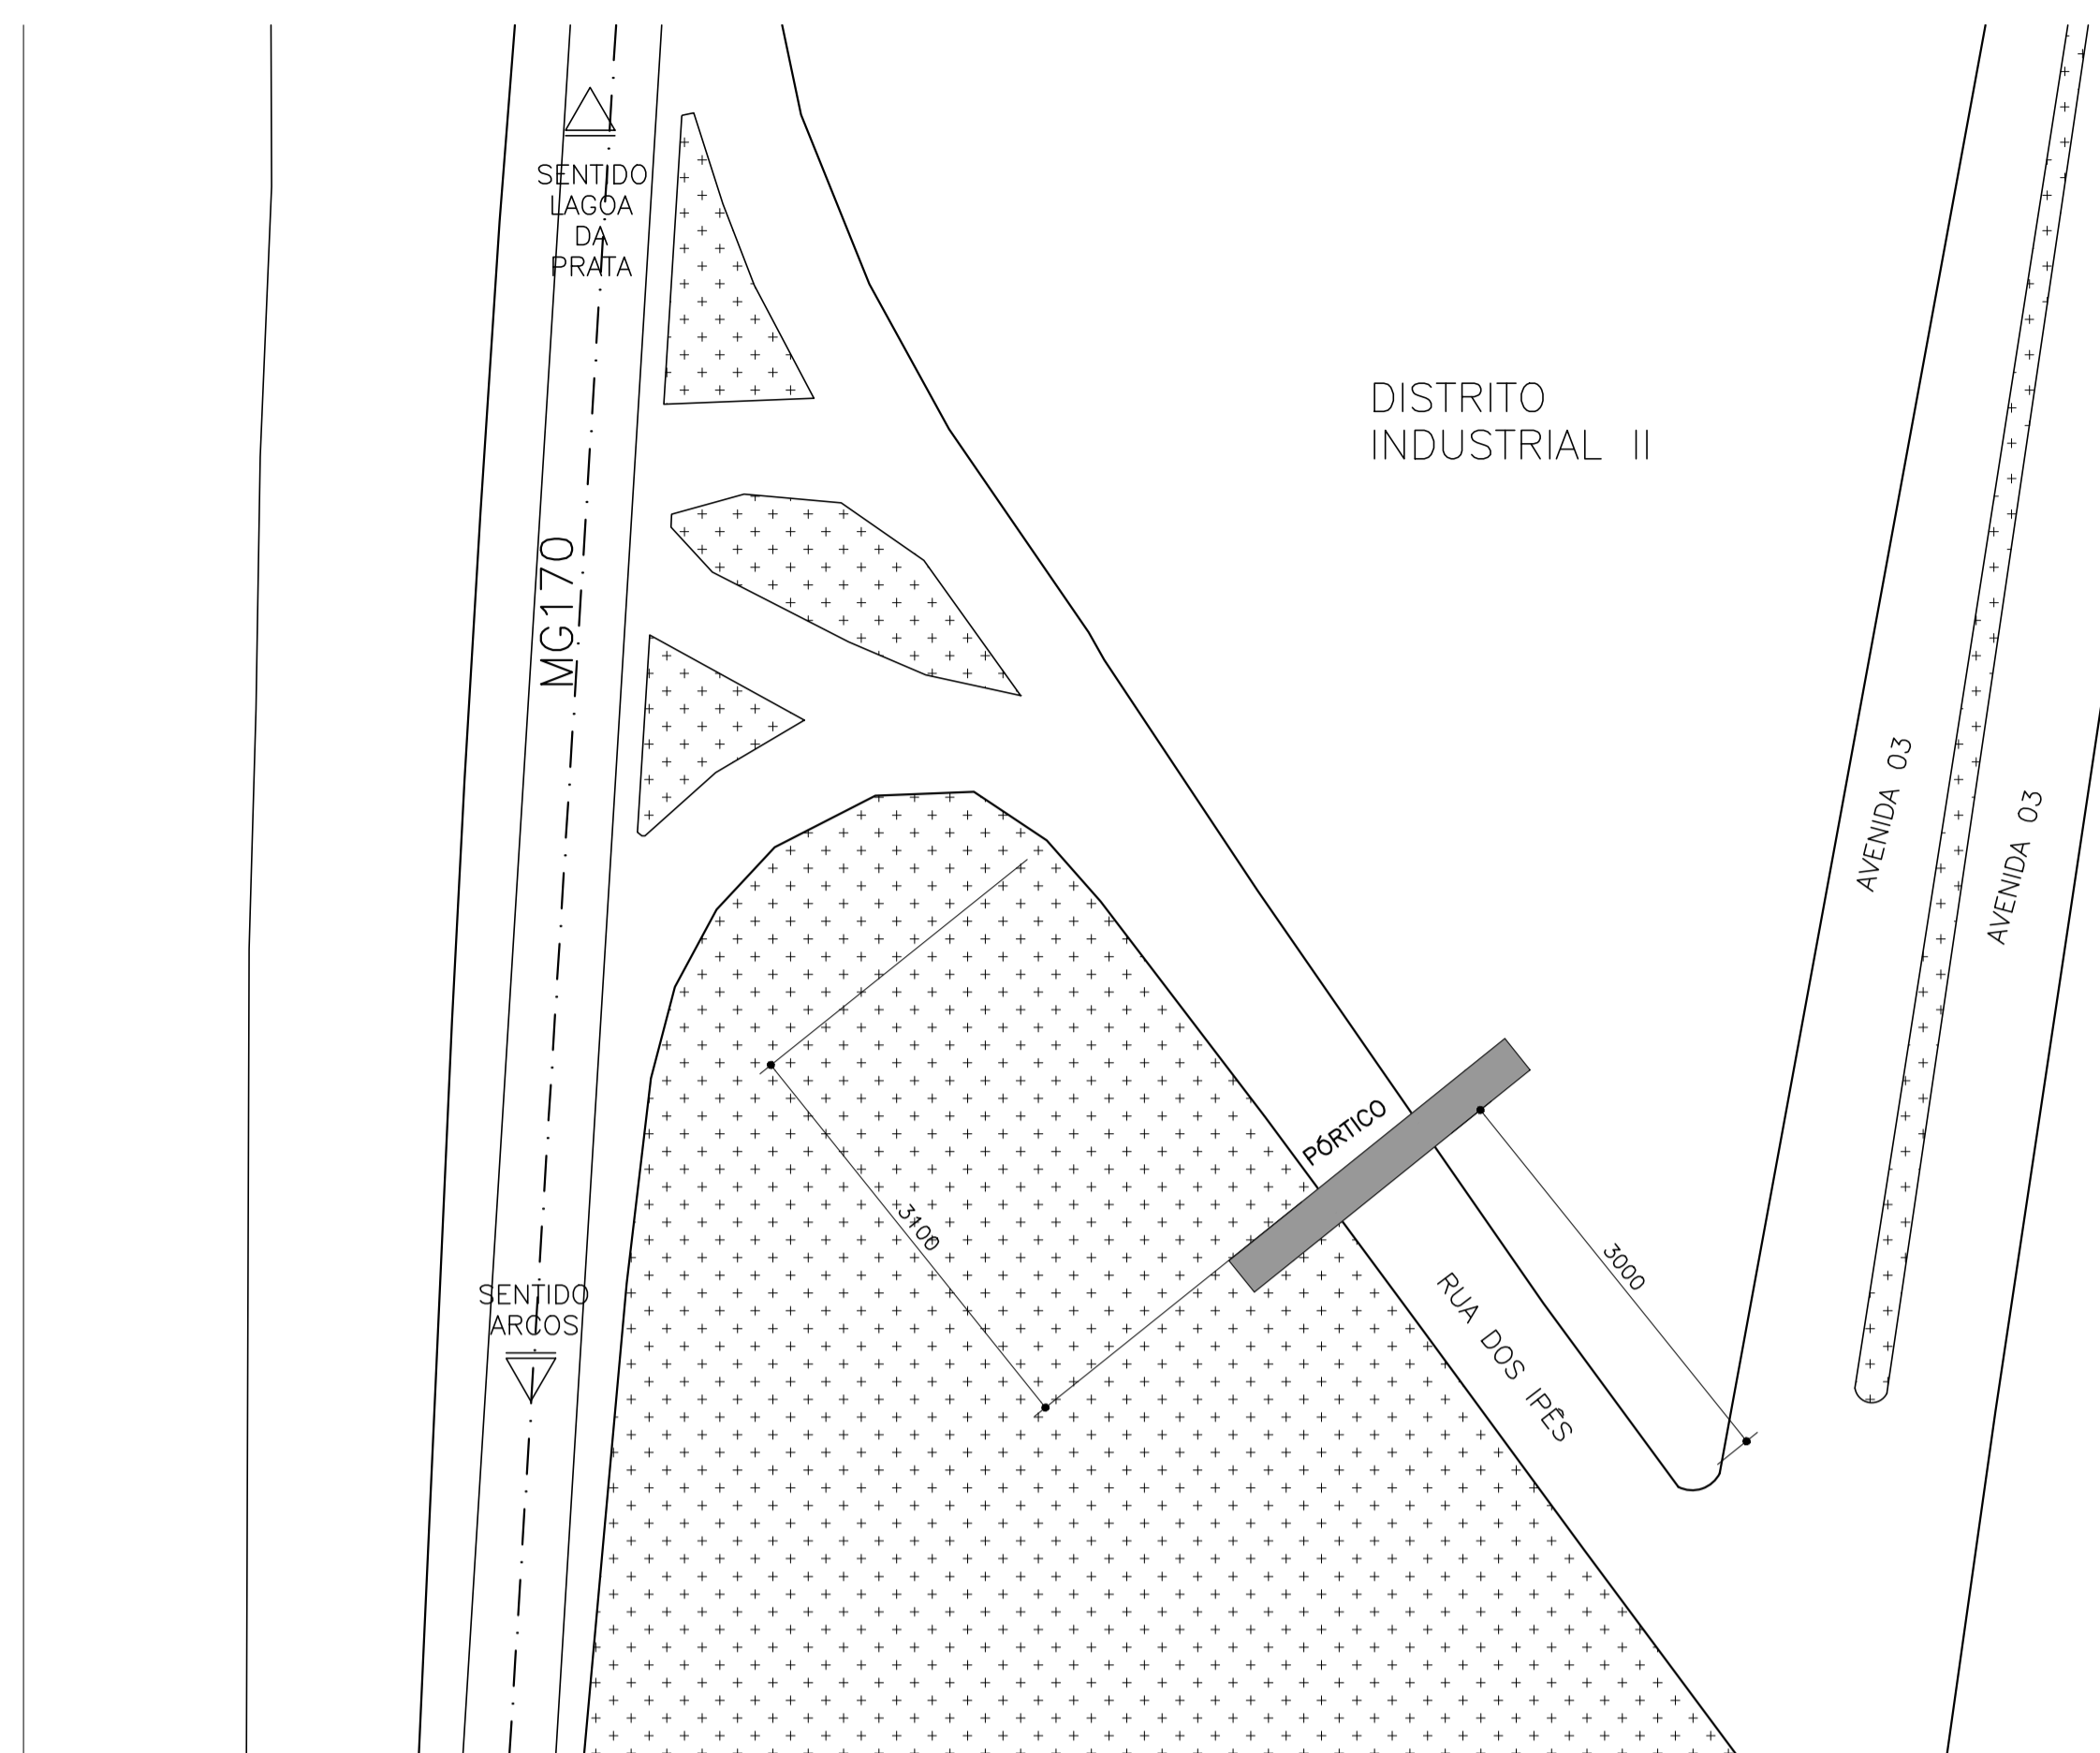 SENTIDO
LAGOA
DA
PRATA
DISTRITO
INDUSTRIAL II
MG170
AVENIDA 03
AVENIDA 03
PÓRTICO
3100
3000
RUA DOS IPÊS
SENTIDO
ARCOS